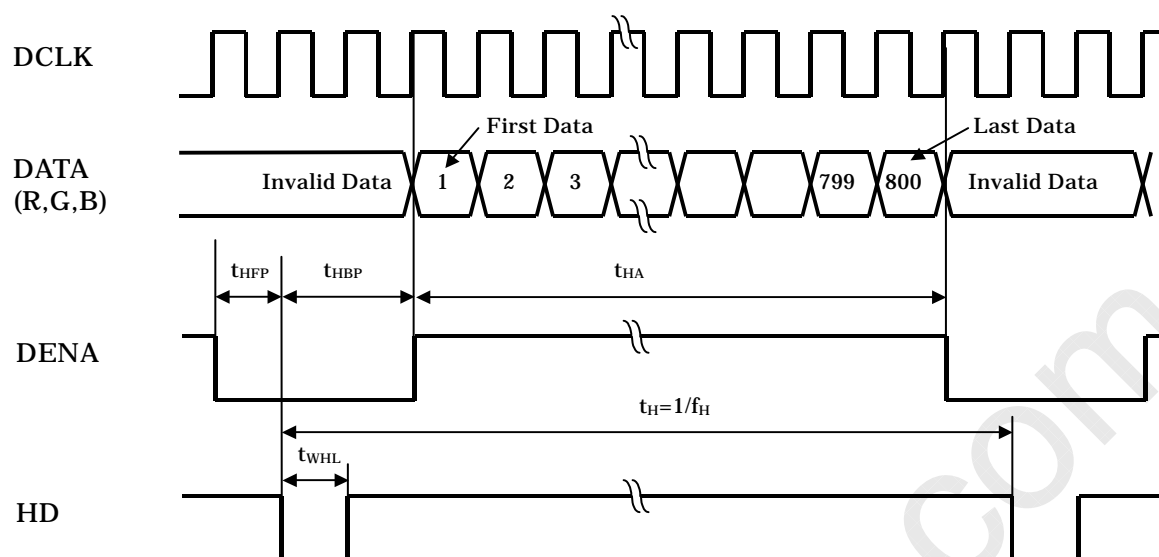 DCLK
First Data
Last Data
DATA
(R,G,B)
Invalid Data
1
2
3
799
800
Invalid Data
tHFP
tHBP
tHA
DENA
tH=1/fH
tWHL
HD
com